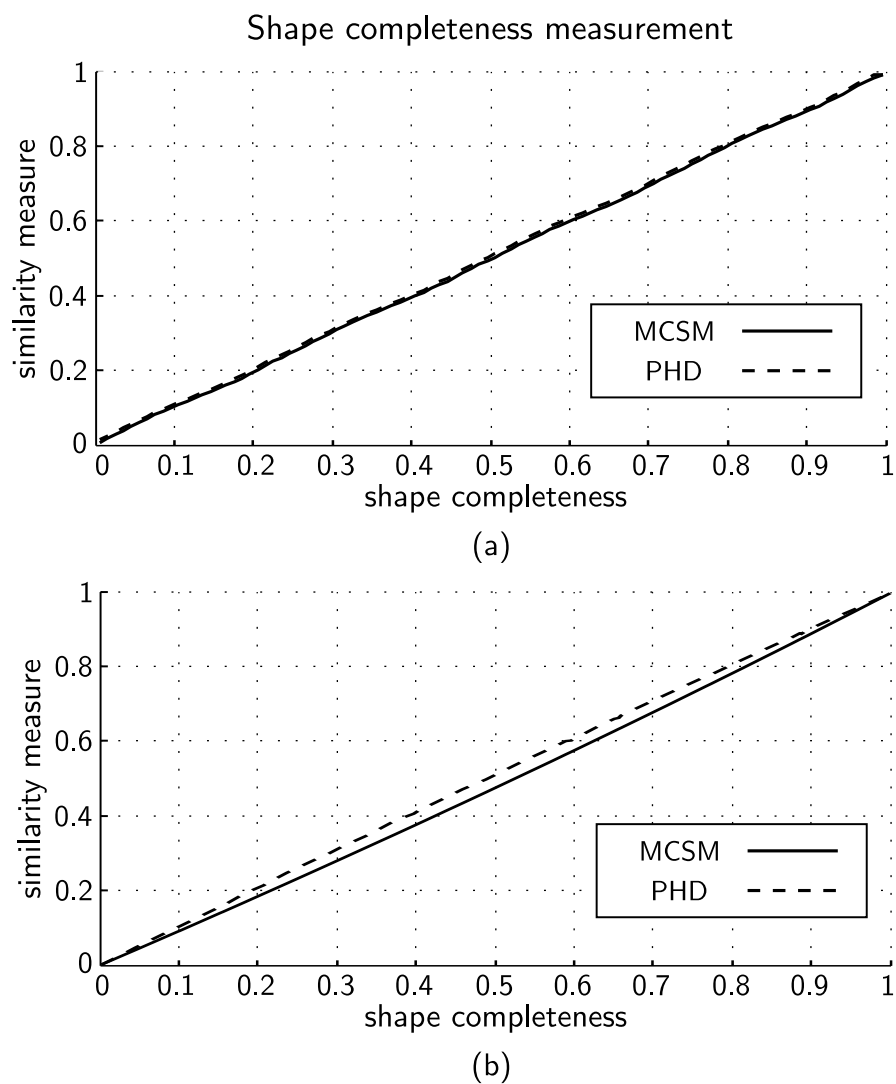 Shape completeness measurement
1
0.8
0.6
0.4
0.2
0
similarity measure
MCSM
PHD
0 0.1 0.2 0.3 0.4 0.5 0.6 0.7 0.8 0.9 1
shape completeness
(a)
1
0.8
0.6
0.4
0.2
0
similarity measure
MCSM
PHD
0 0.1 0.2 0.3 0.4 0.5 0.6 0.7 0.8 0.9 1
shape completeness
(b)